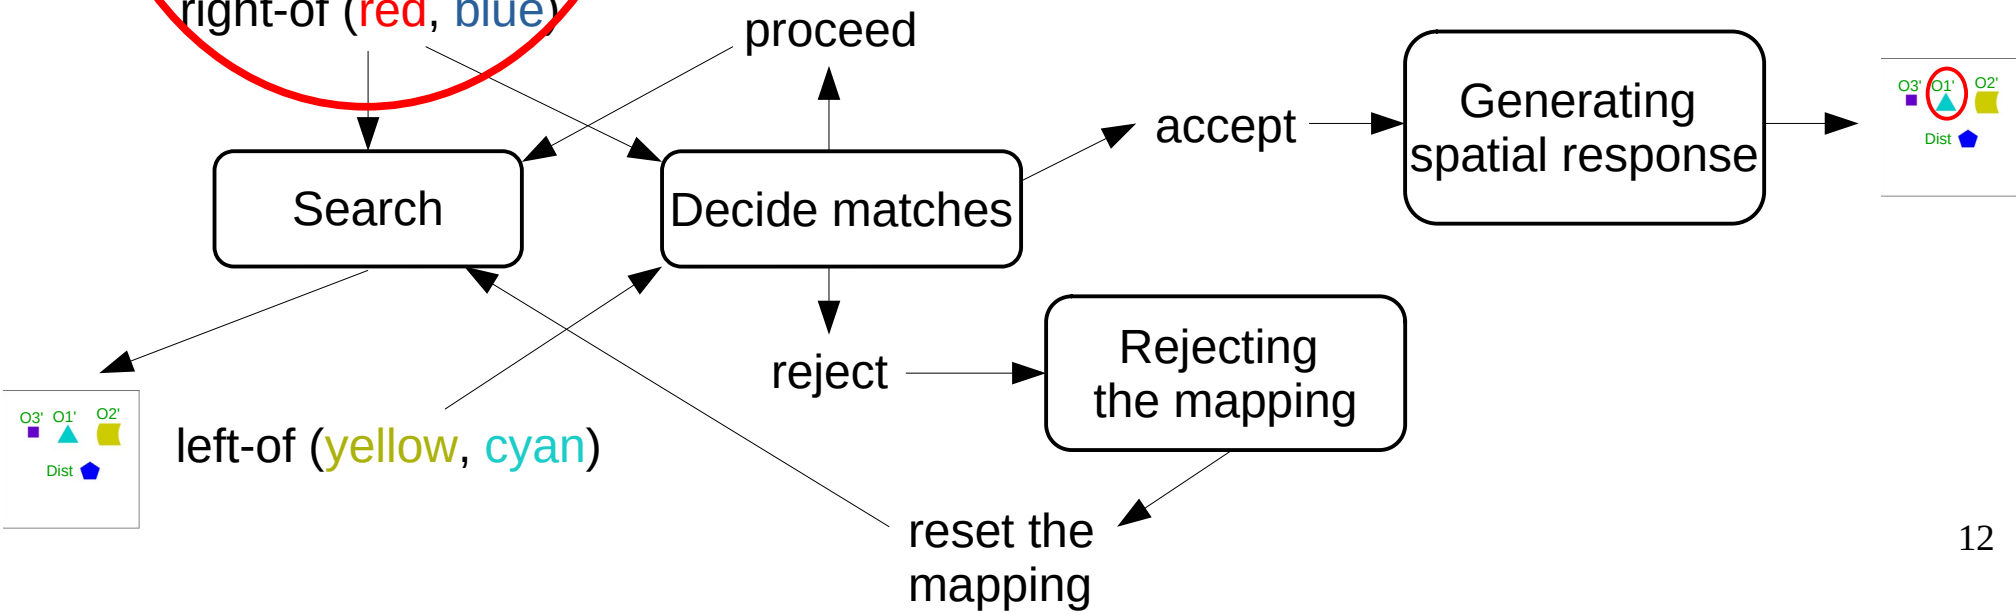 right-of (red, blue)
proceed
Generating
spatial response
accept
O3' O1' O2'
Dist
Search
Decide matches
reject
Rejecting
the mapping
O3' O1' O2'
Dist
left-of (yellow, cyan)
reset the
mapping
12